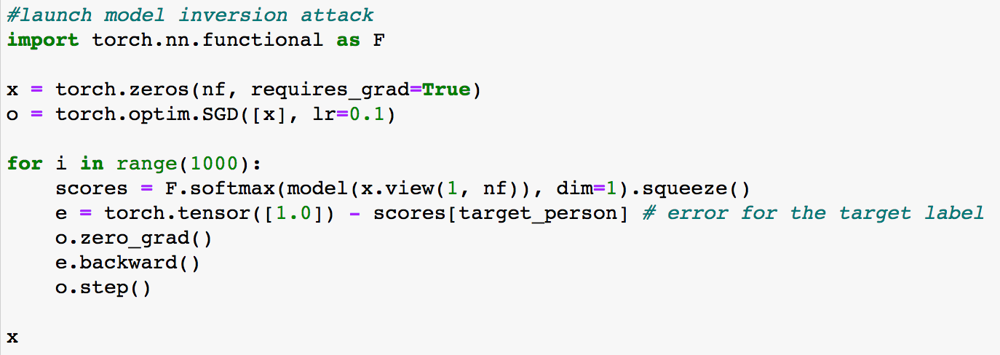 #launch model inversion attack
import torch.nn.functional as F
x = torch.zeros(nf, requires_grad=True)
o = torch.optim.SGD([x], lr=0.1)
for i in range(1000):
    scores = F.softmax(model(x.view(1, nf)), dim=1).squeeze()
    e = torch.tensor([1.0]) - scores[target_person] # error for the target label
    o.zero_grad()
    e.backward()
    o.step()
x